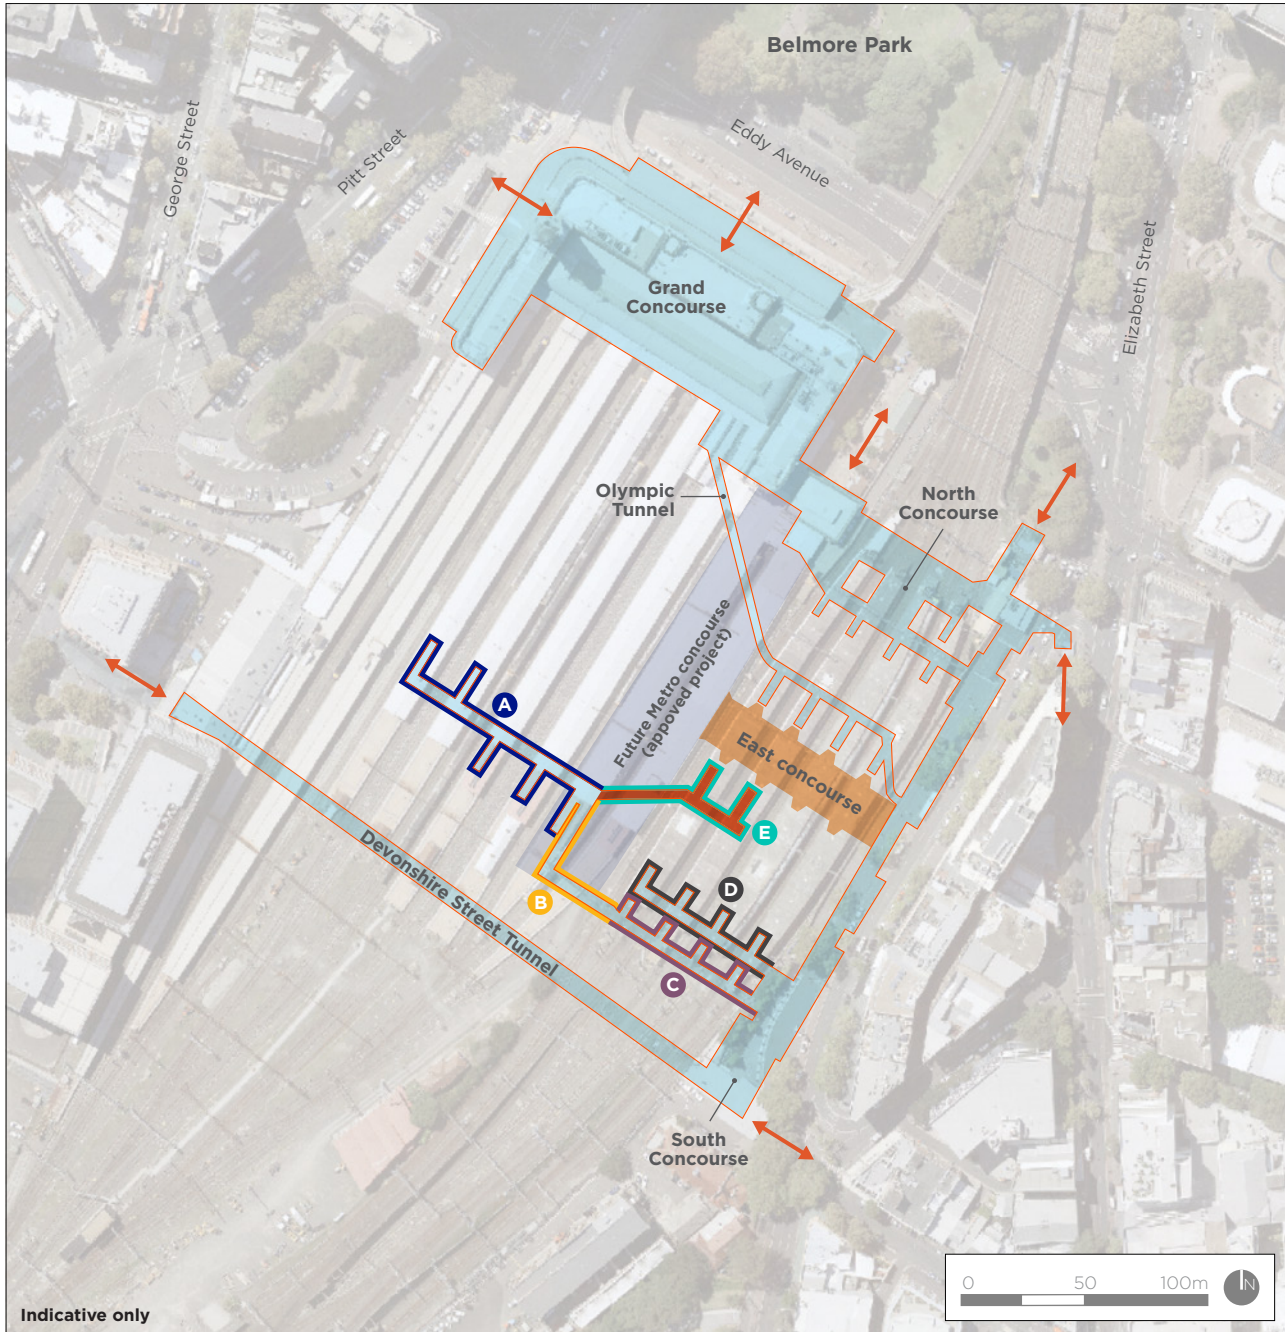 Belmore Park
Eddy Avenue
George Street
Pitt Street
Elizabeth Street
Grand
Concourse
Olympic
Tunnel
North
Concourse
Future Metro concourse
(appoved project)
A
East concourse
E
D
B
C
Devonshire Street Tunnel
South
Concourse
0 50 100m
N
Indicative only